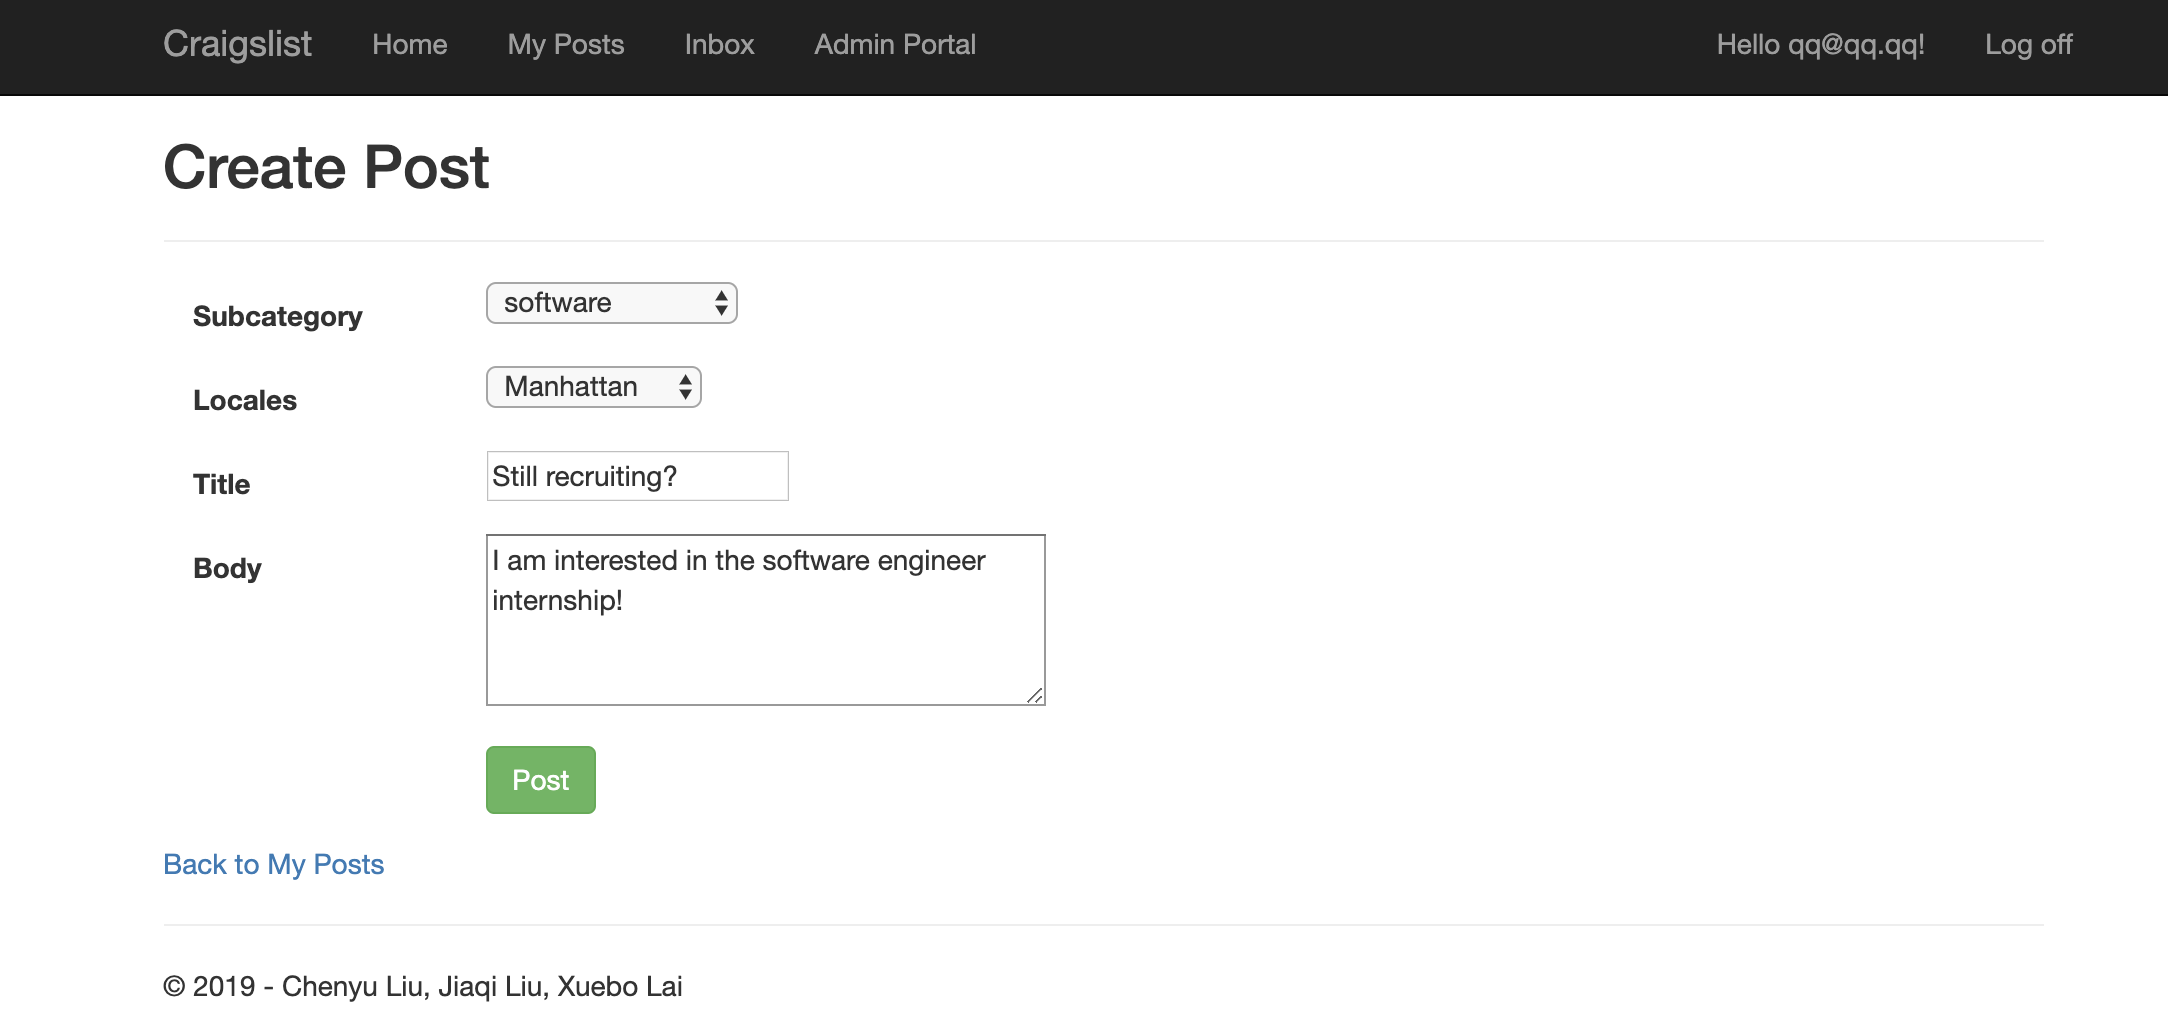 Craigslist Home My Posts Inbox Admin Portal Hello qq@qq.qq! Log off
Create Post
Subcategory software
Locales Manhattan
Title Still recruiting?
Body I am interested in the software engineer
internship!
Post
Back to My Posts
© 2019 - Chenyu Liu, Jiaqi Liu, Xuebo Lai